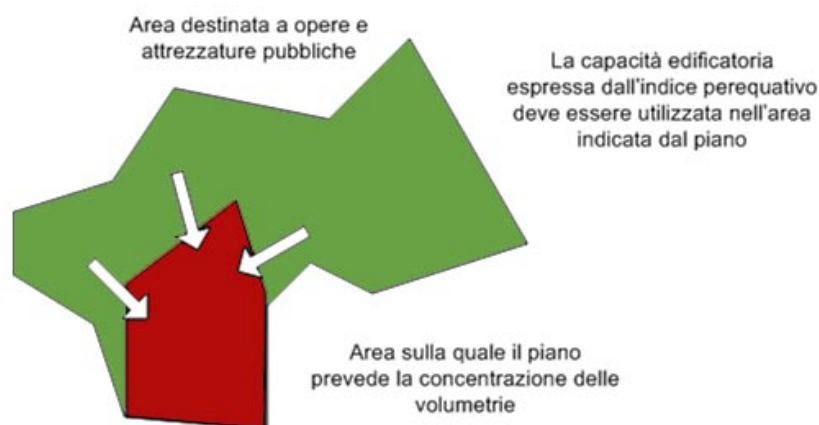 Area destinata a opere e
attrezzature pubbliche
La capacità edificatoria
espressa dall'indice perequativo
deve essere utilizzata nell'area
indicata dal piano
Area sulla quale il piano
prevede la concentrazione delle
volumetrie